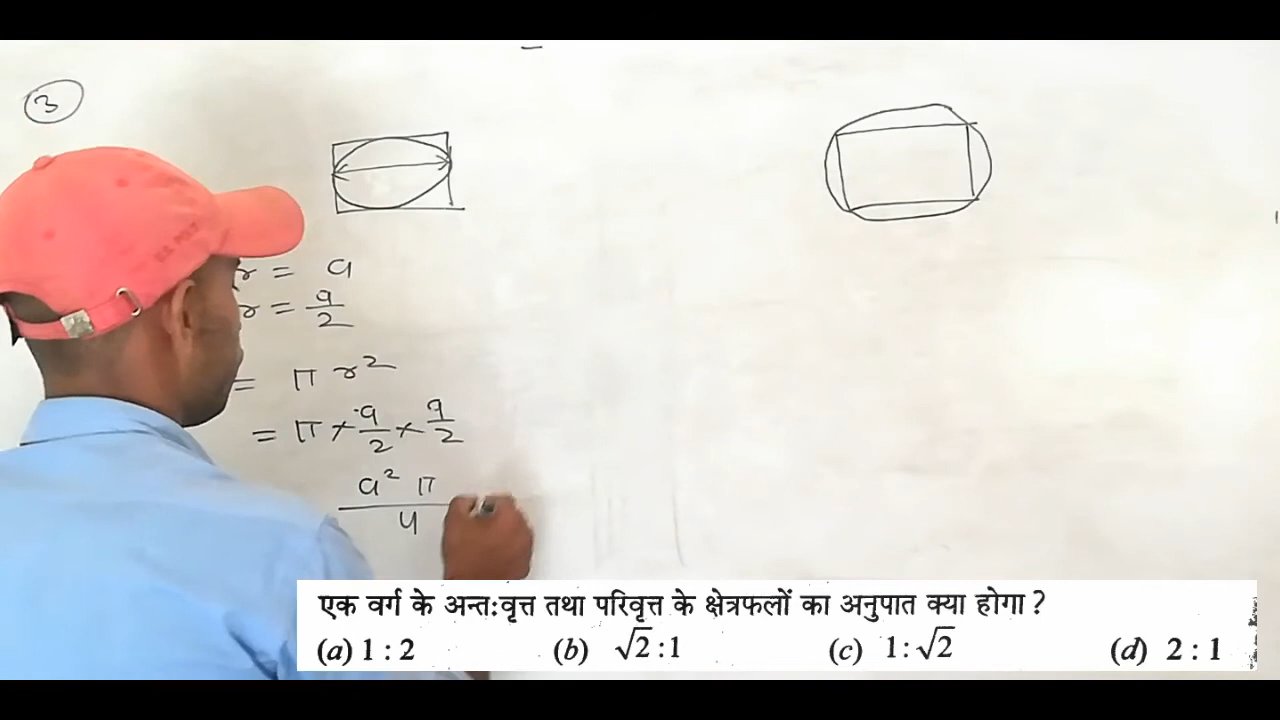 3
r = a
r = a/2
= π r²
= π × a/2 × a/2
a² π / 4
एक वर्ग के अन्तःवृत्त तथा परिवृत्त के क्षेत्रफलों का अनुपात क्या होगा ?
(a) 1 : 2 (b) √2 : 1 (c) 1 : √2 (d) 2 : 1